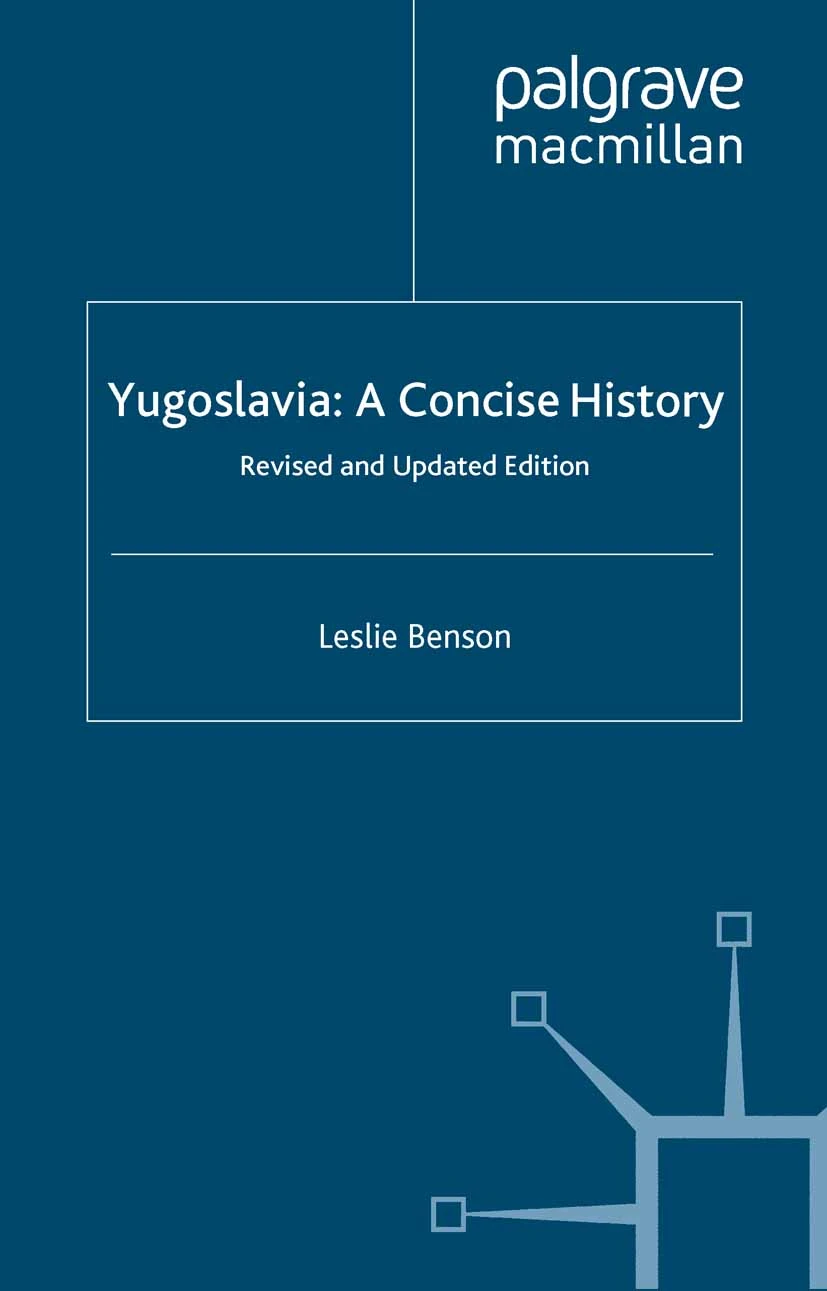 palgrave
macmillan
Yugoslavia: A Concise History
Revised and Updated Edition
Leslie Benson